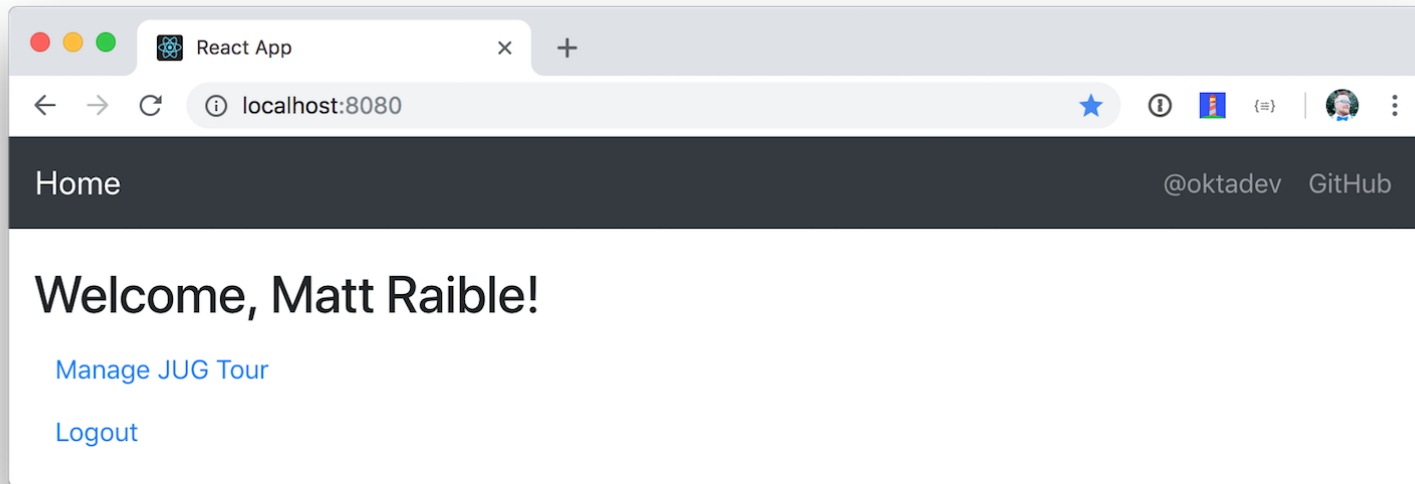 React App
localhost:8080
Home @oktadev GitHub
Welcome, Matt Raible!
Manage JUG Tour
Logout